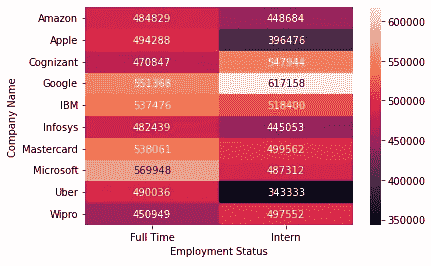 Amazon 484829 448684
Apple 494288 396476
Cognizant 470847 547944
Google 551368 617158
IBM 537476 518400
Infosys 482439 445053
Mastercard 538061 499562
Microsoft 569948 487312
Uber 490036 343333
Wipro 450949 497552
Full Time Intern
Employment Status
Company Name
600000
550000
500000
450000
400000
350000